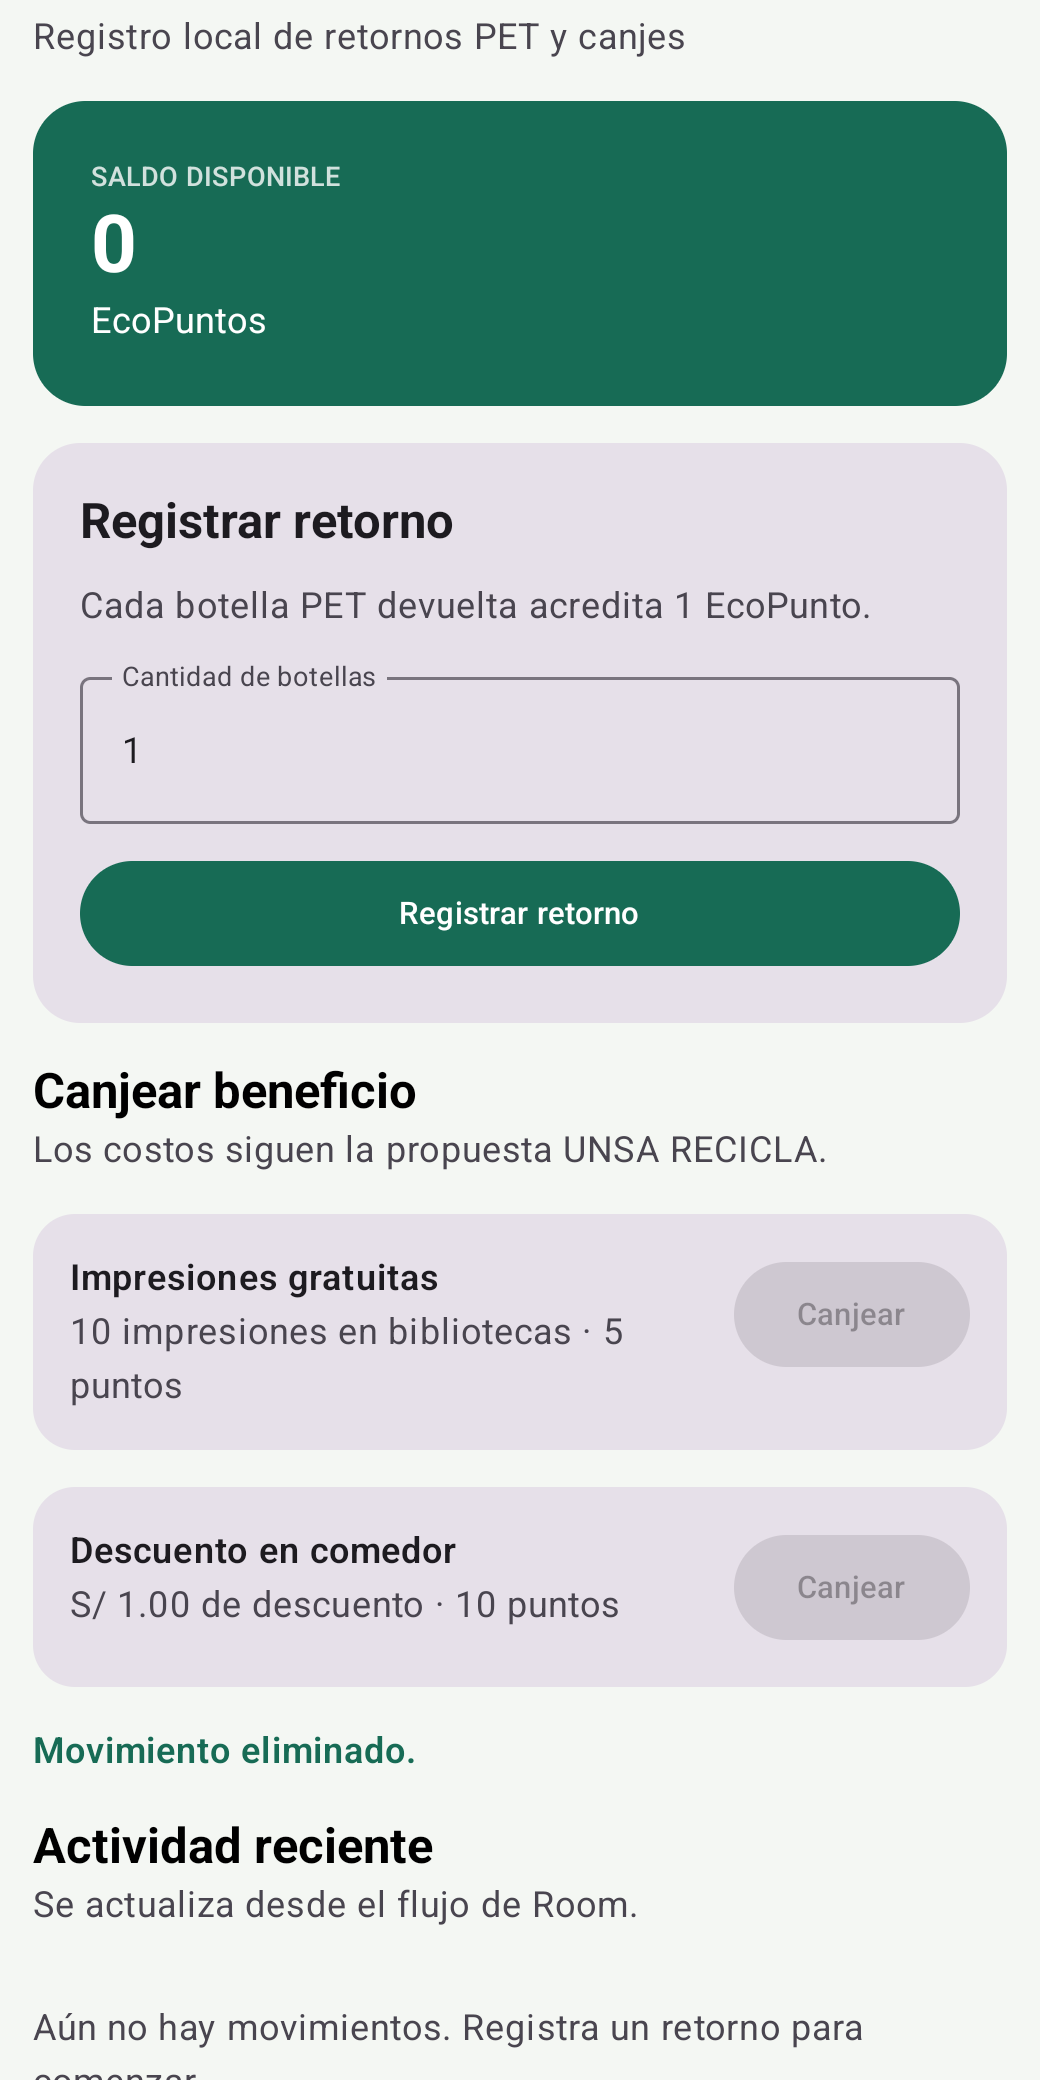 Registro local de retornos PET y canjes
SALDO DISPONIBLE
0
EcoPuntos
Registrar retorno
Cada botella PET devuelta acredita 1 EcoPunto.
Cantidad de botellas
1
Registrar retorno
Canjear beneficio
Los costos siguen la propuesta UNSA RECICLA.
Impresiones gratuitas
10 impresiones en bibliotecas · 5
puntos
Canjear
Descuento en comedor
S/ 1.00 de descuento · 10 puntos
Canjear
Movimiento eliminado.
Actividad reciente
Se actualiza desde el flujo de Room.
Aún no hay movimientos. Registra un retorno para